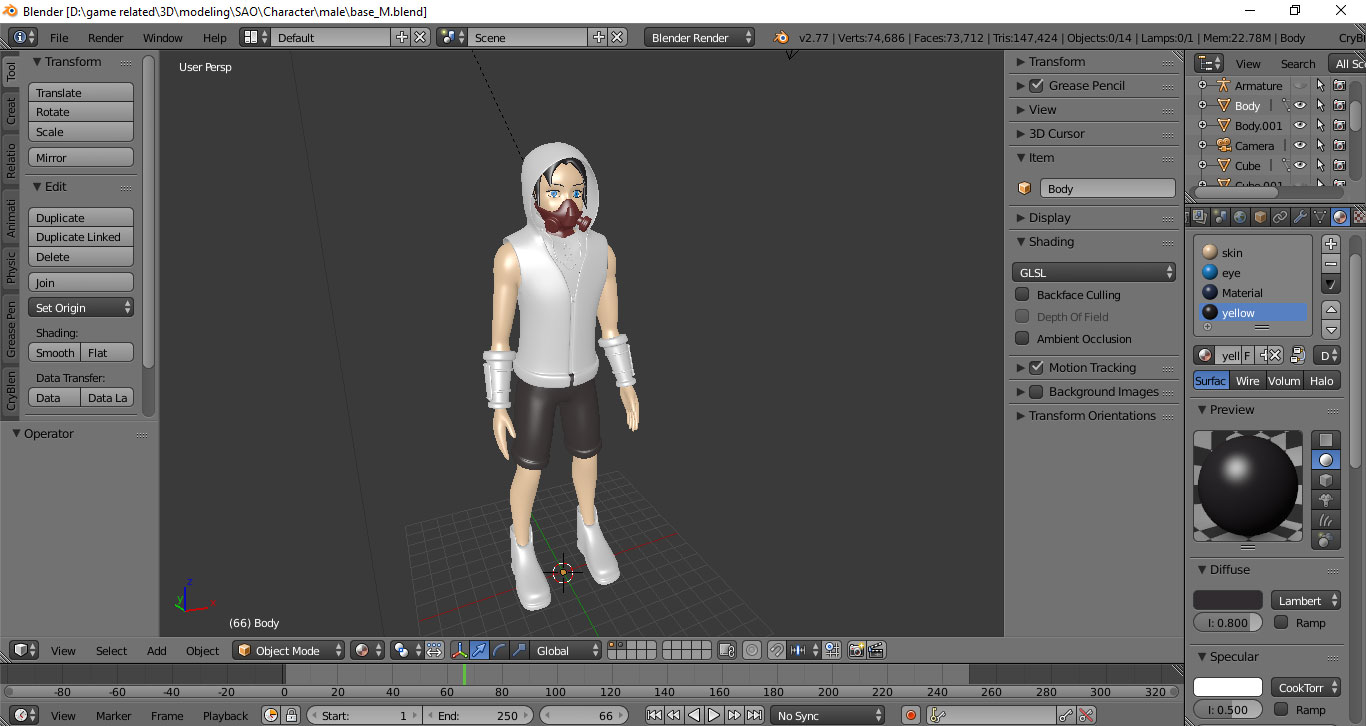 Blender [D:\game related\3D\modeling\SAO\Character\male\base_M.blend]
File Render Window Help Default Scene Blender Render v2.77 | Verts:74,686 | Faces:73,712 | Tris:147,424 | Objects:0/14 | Lamps:0/1 | Mem:22.78M | Body CryB
Tool
Creat
Relatio
Animati
Physic
Grease Pen
CryBlen
Transform
Translate
Rotate
Scale
Mirror
Edit
Duplicate
Duplicate Linked
Delete
Join
Set Origin
Shading:
Smooth Flat
Data Transfer:
Data Data La
Operator
User Persp
z
y
x
(66) Body
Transform
Grease Pencil
View
3D Cursor
Item
Body
Display
Shading
GLSL
Backface Culling
Depth Of Field
Ambient Occlusion
Motion Tracking
Background Images
Transform Orientations
View Search All Sc
Armature
Body
Body.001
Camera
Cube
Cube.001
skin
eye
Material
yellow
yell F D
Surfac Wire Volum Halo
Preview
Diffuse
Lambert
I: 0.800 Ramp
Specular
CookTorr
I: 0.500 Ramp
View Select Add Object Object Mode Global
-80 -60 -40 -20 0 20 40 60 80 100 120 140 160 180 200 220 240 260 280 300 320
View Marker Frame Playback Start: 1 End: 250 66 No Sync